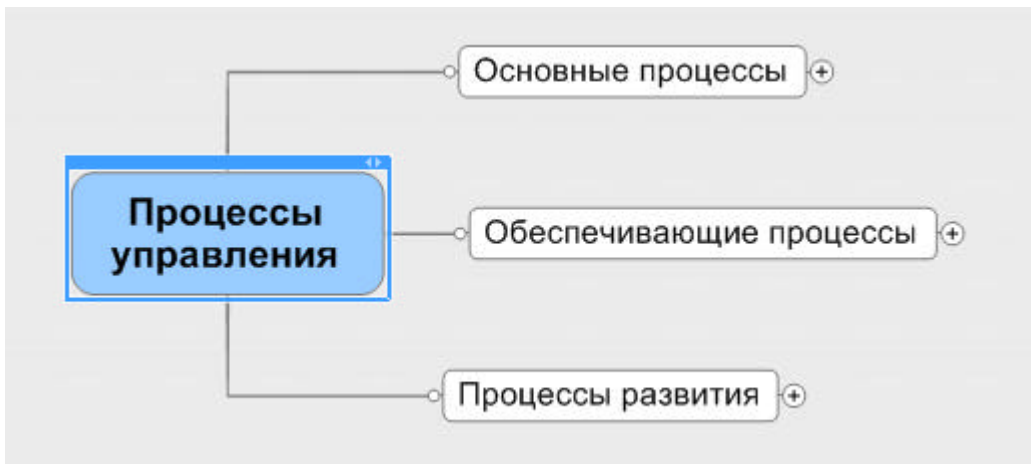 Основные процессы
Процессы
управления
Обеспечивающие процессы
Процессы развития